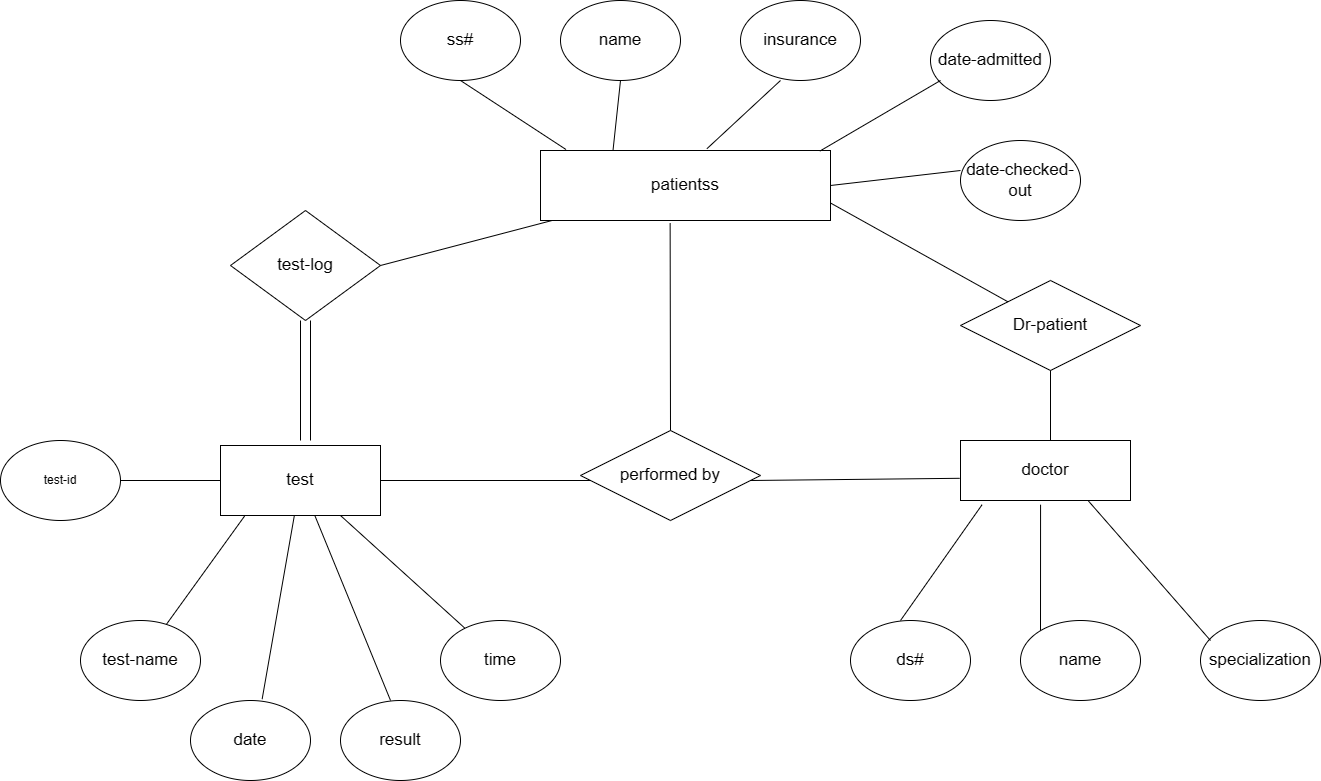 ss#
name
insurance
date-admitted
date-checked-
out
patientss
test-log
Dr-patient
test-id
test
performed by
doctor
test-name
time
ds#
name
specialization
date
result